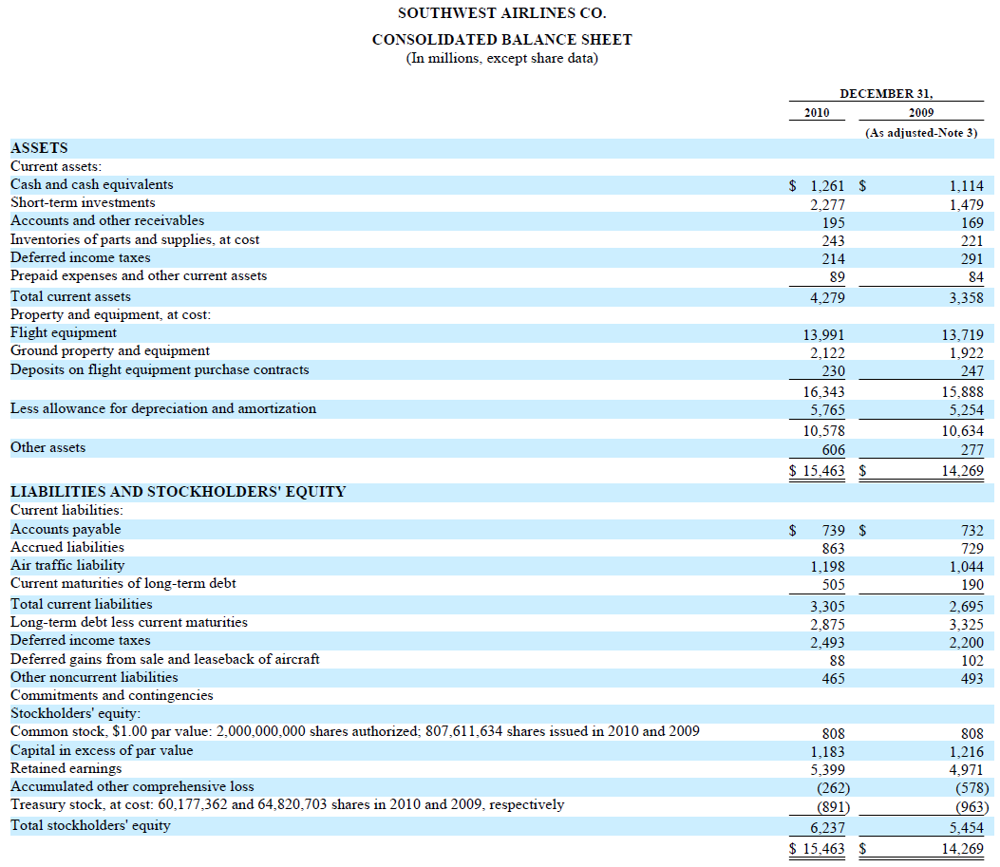 SOUTHWEST AIRLINES CO.
CONSOLIDATED BALANCE SHEET
(In millions, except share data)
DECEMBER 31,
2010 2009
(As adjusted-Note 3)
ASSETS
Current assets:
Cash and cash equivalents $ 1,261 $ 1,114
Short-term investments 2,277 1,479
Accounts and other receivables 195 169
Inventories of parts and supplies, at cost 243 221
Deferred income taxes 214 291
Prepaid expenses and other current assets 89 84
Total current assets 4,279 3,358
Property and equipment, at cost:
Flight equipment 13,991 13,719
Ground property and equipment 2,122 1,922
Deposits on flight equipment purchase contracts 230 247
16,343 15,888
Less allowance for depreciation and amortization 5,765 5,254
10,578 10,634
Other assets 606 277
$ 15,463 $ 14,269
LIABILITIES AND STOCKHOLDERS' EQUITY
Current liabilities:
Accounts payable $ 739 $ 732
Accrued liabilities 863 729
Air traffic liability 1,198 1,044
Current maturities of long-term debt 505 190
Total current liabilities 3,305 2,695
Long-term debt less current maturities 2,875 3,325
Deferred income taxes 2,493 2,200
Deferred gains from sale and leaseback of aircraft 88 102
Other noncurrent liabilities 465 493
Commitments and contingencies
Stockholders' equity:
Common stock, $1.00 par value: 2,000,000,000 shares authorized; 807,611,634 shares issued in 2010 and 2009 808 808
Capital in excess of par value 1,183 1,216
Retained earnings 5,399 4,971
Accumulated other comprehensive loss (262) (578)
Treasury stock, at cost: 60,177,362 and 64,820,703 shares in 2010 and 2009, respectively (891) (963)
Total stockholders' equity 6,237 5,454
$ 15,463 $ 14,269